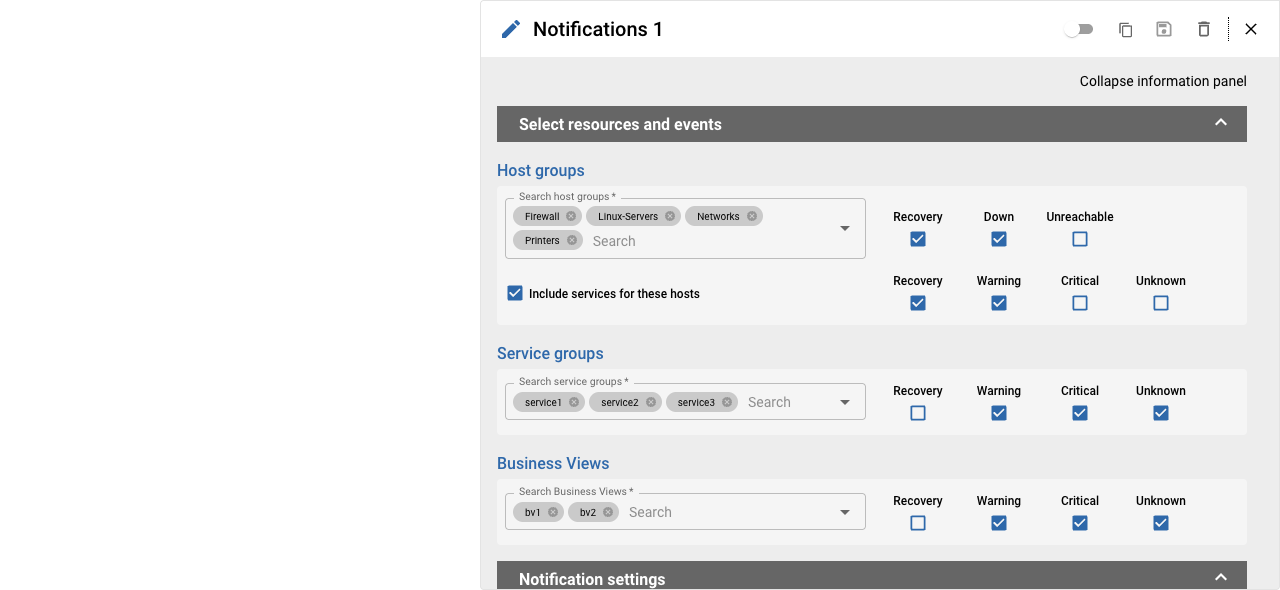 Notifications 1
Collapse information panel
Select resources and events
Host groups
Search host groups *
Firewall Linux-Servers Networks
Printers Search
Recovery Down Unreachable
Include services for these hosts
Recovery Warning Critical Unknown
Service groups
Search service groups *
service1 service2 service3 Search
Recovery Warning Critical Unknown
Business Views
Search Business Views *
bv1 bv2 Search
Recovery Warning Critical Unknown
Notification settings